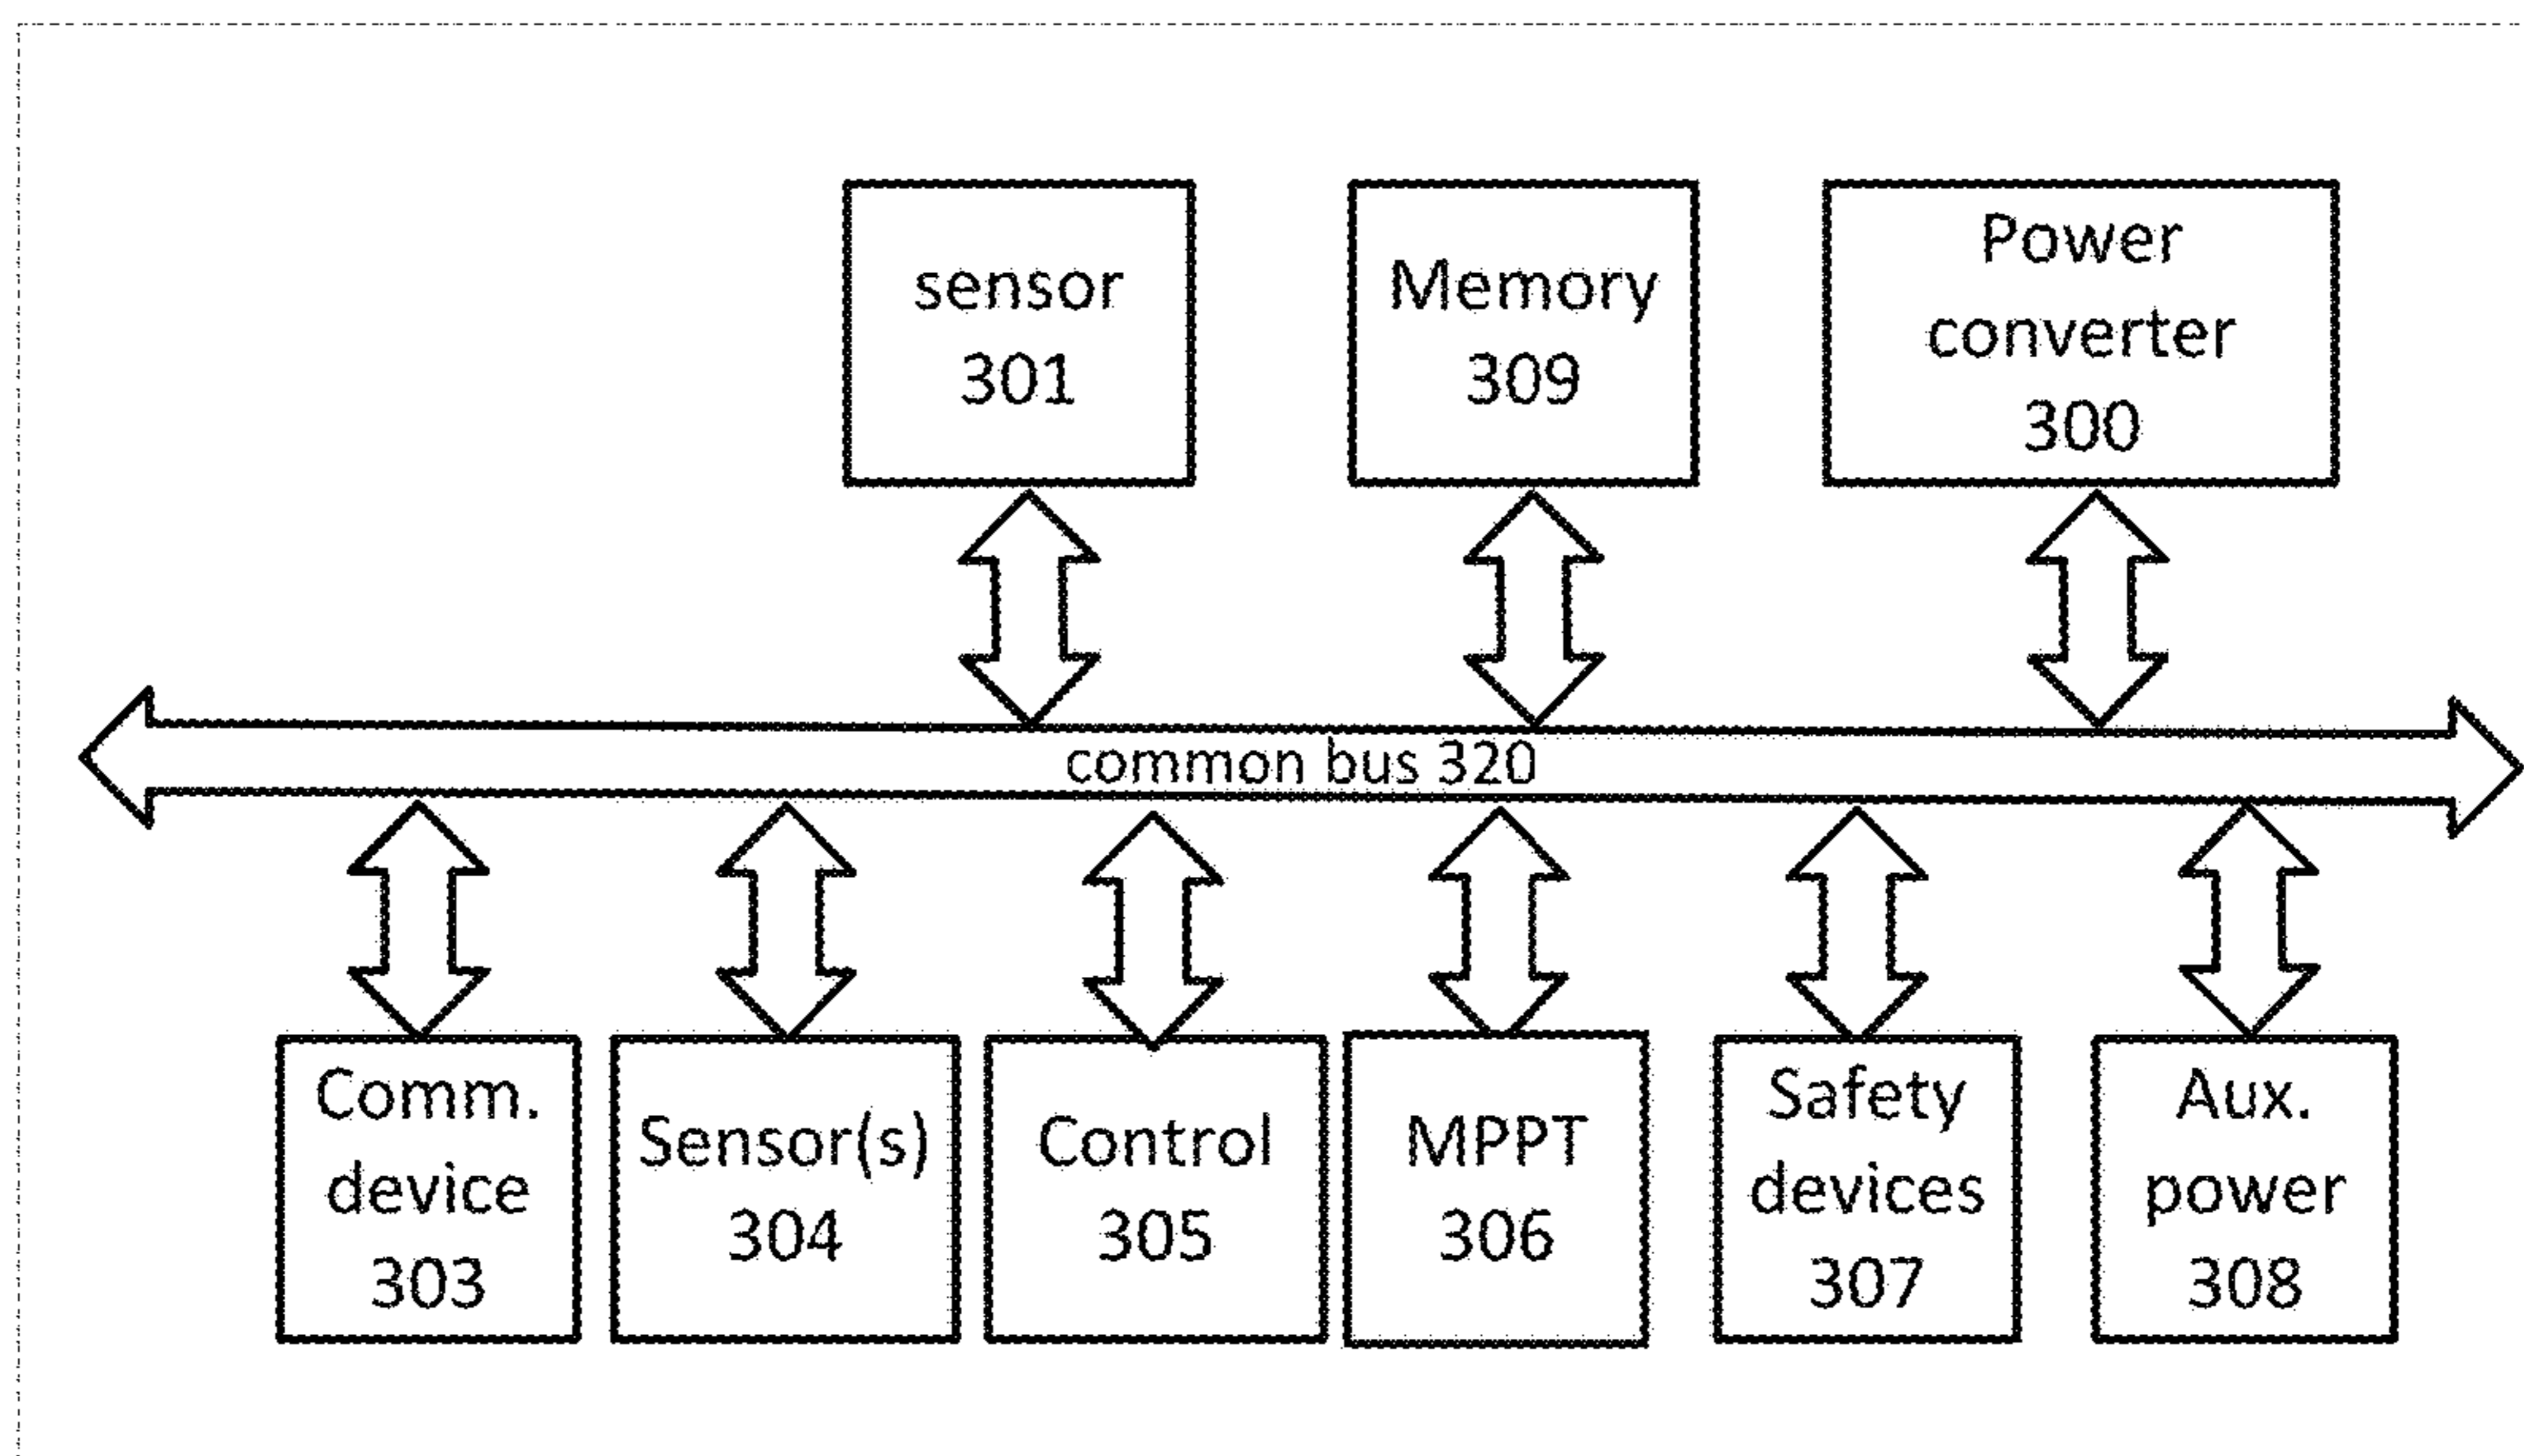 sensor
301
Memory
309
Power
converter
300
common bus 320
Comm.
device
303
Sensor(s)
304
Control
305
MPPT
306
Safety
devices
307
Aux.
power
308